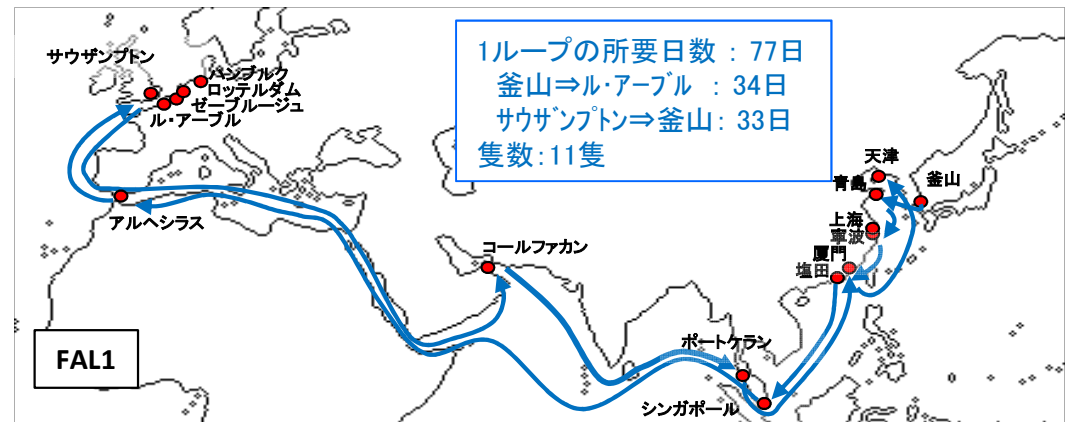 1ループの所要日数 : 77日
釜山⇒ル・アーブル : 34日
ｻｳｻﾞﾝﾌﾟﾄﾝ⇒釜山: 33日
隻数:11隻
サウザンプトン
ハンブルク
ロッテルダム
ゼーブルージュ
ル・アーブル
アルヘシラス
コールファカン
天津
青島
釜山
上海
寧波
厦門
塩田
ポートケラン
シンガポール
FAL1